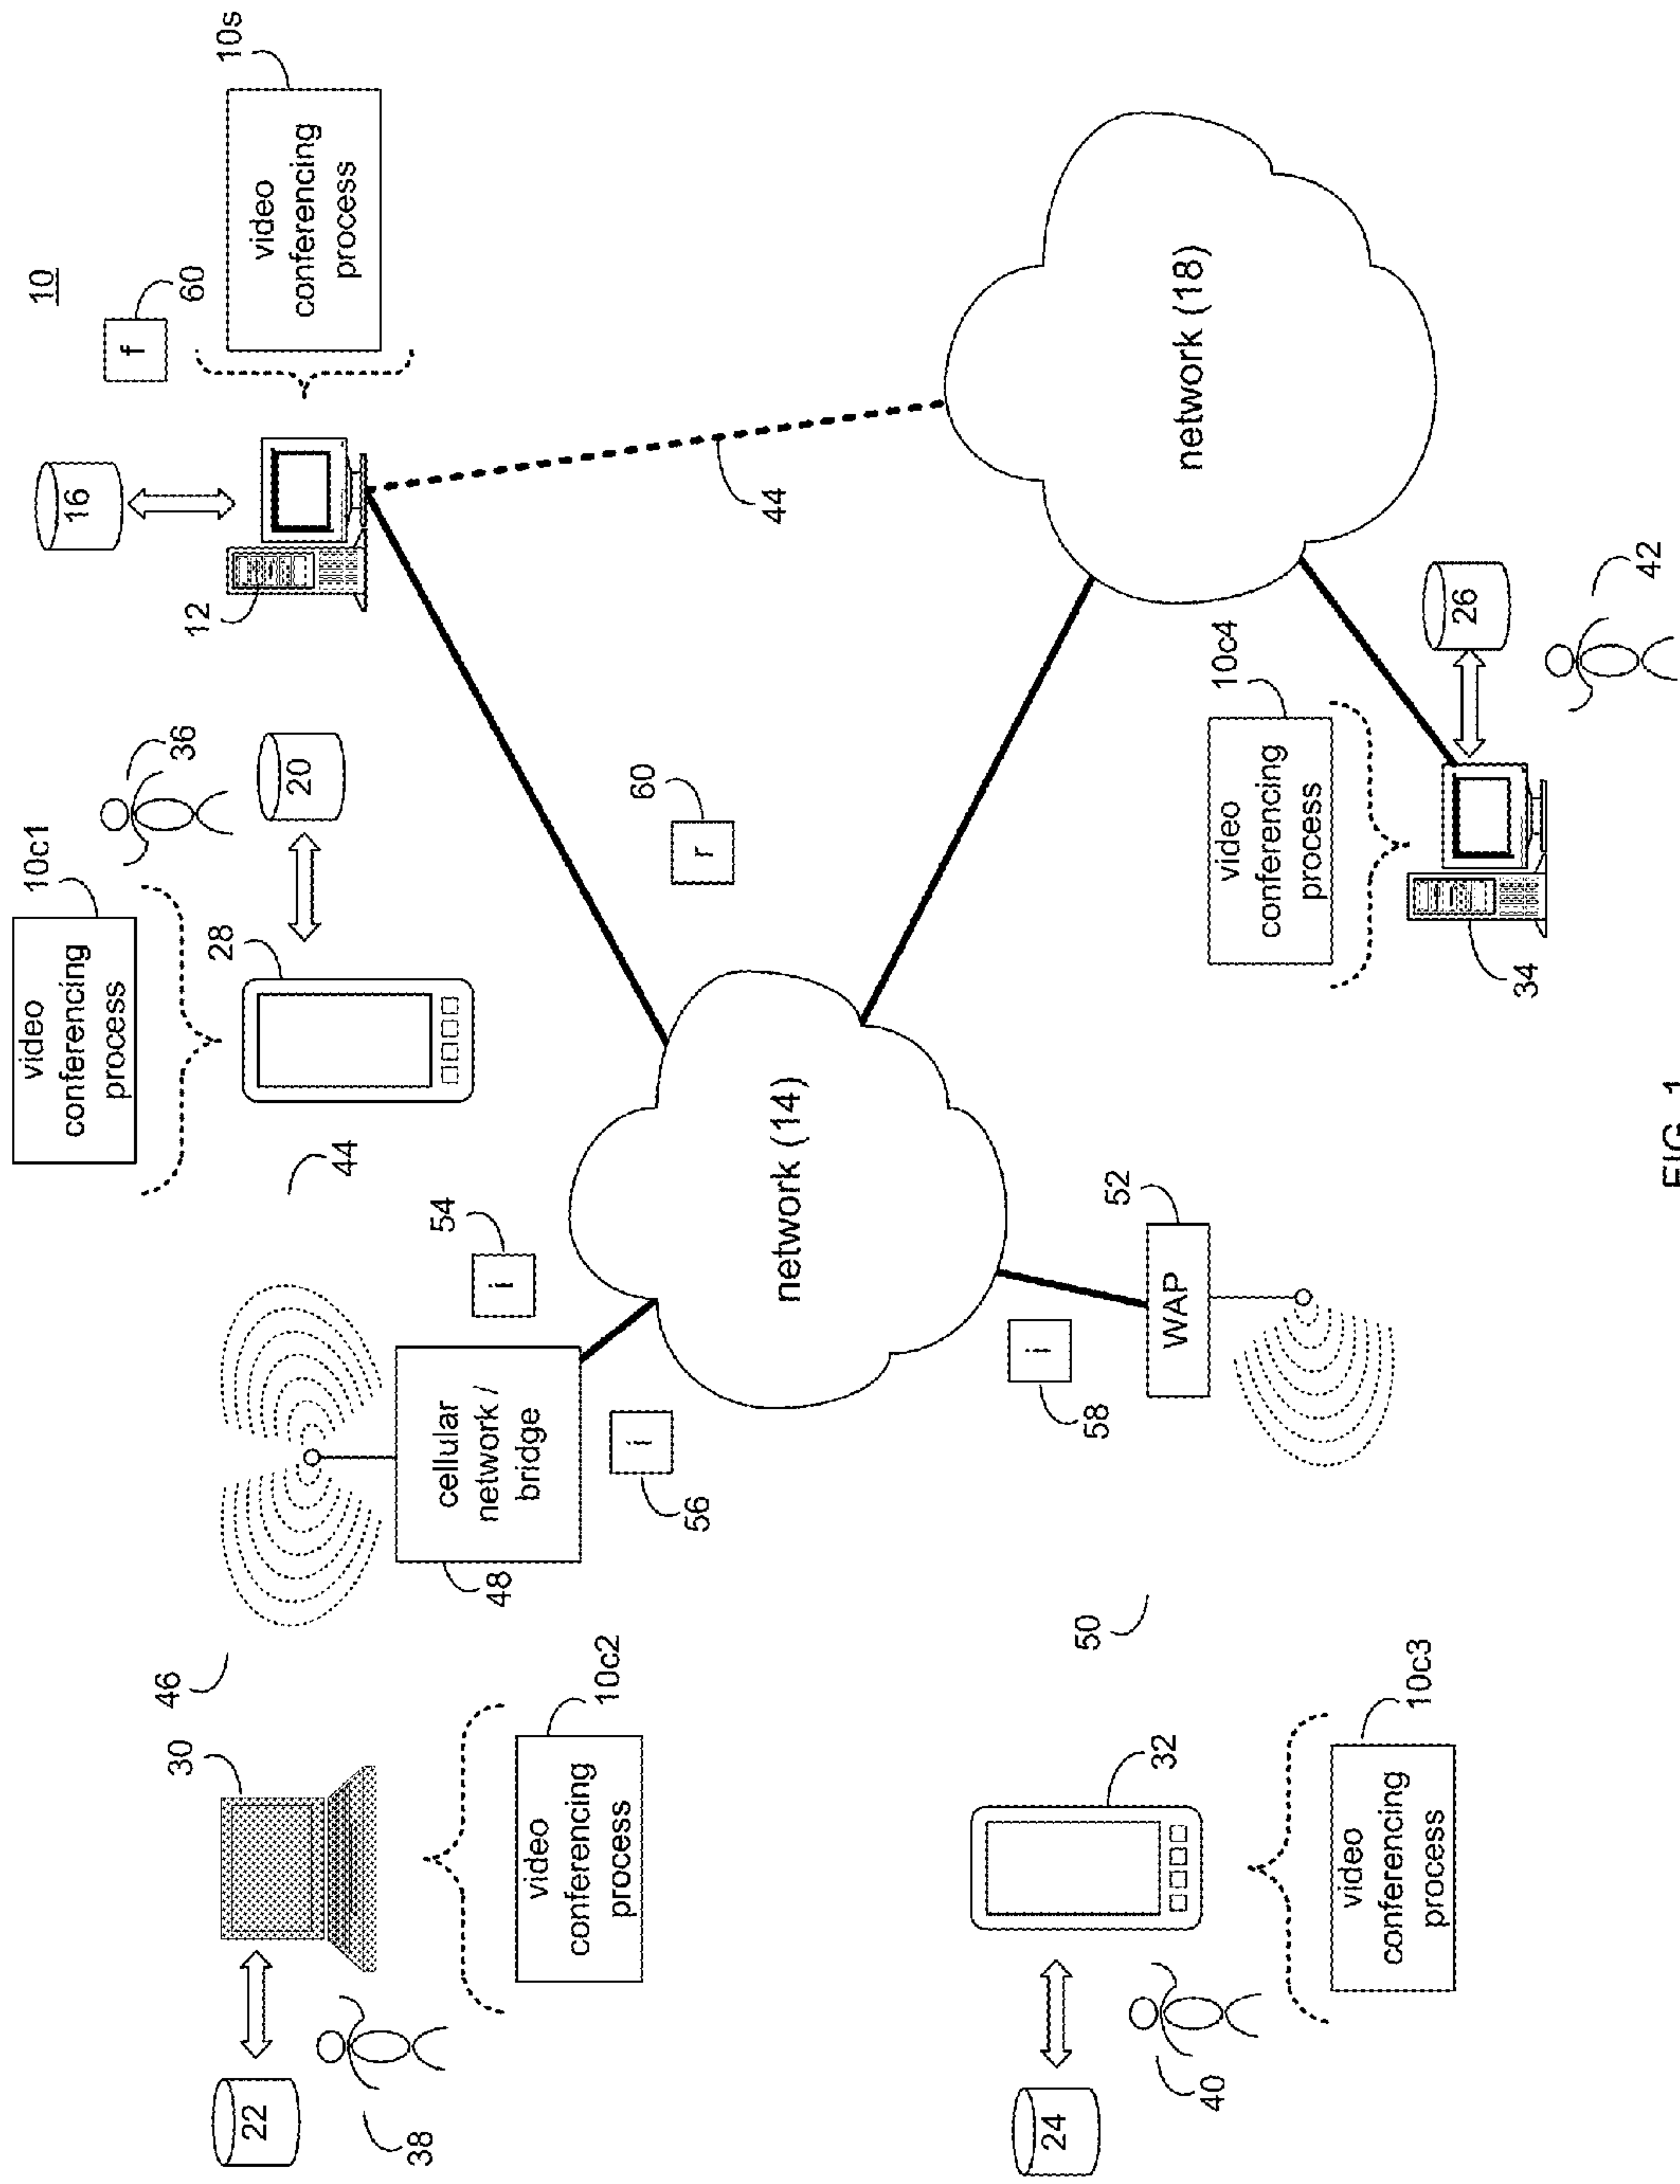 10
video
conferencing
process
10c1
16
f
60
10s
video
conferencing
process
36
20
12
28
46
30
22
44
38
54
i
cellular
network /
bridge
48
10c2
video
conferencing
process
56
i
60
r
44
network (14)
network (18)
58
i
50
52
WAP
32
24
40
10c4
video
conferencing
process
10c3
video
conferencing
process
26
34
42
FIG. 1